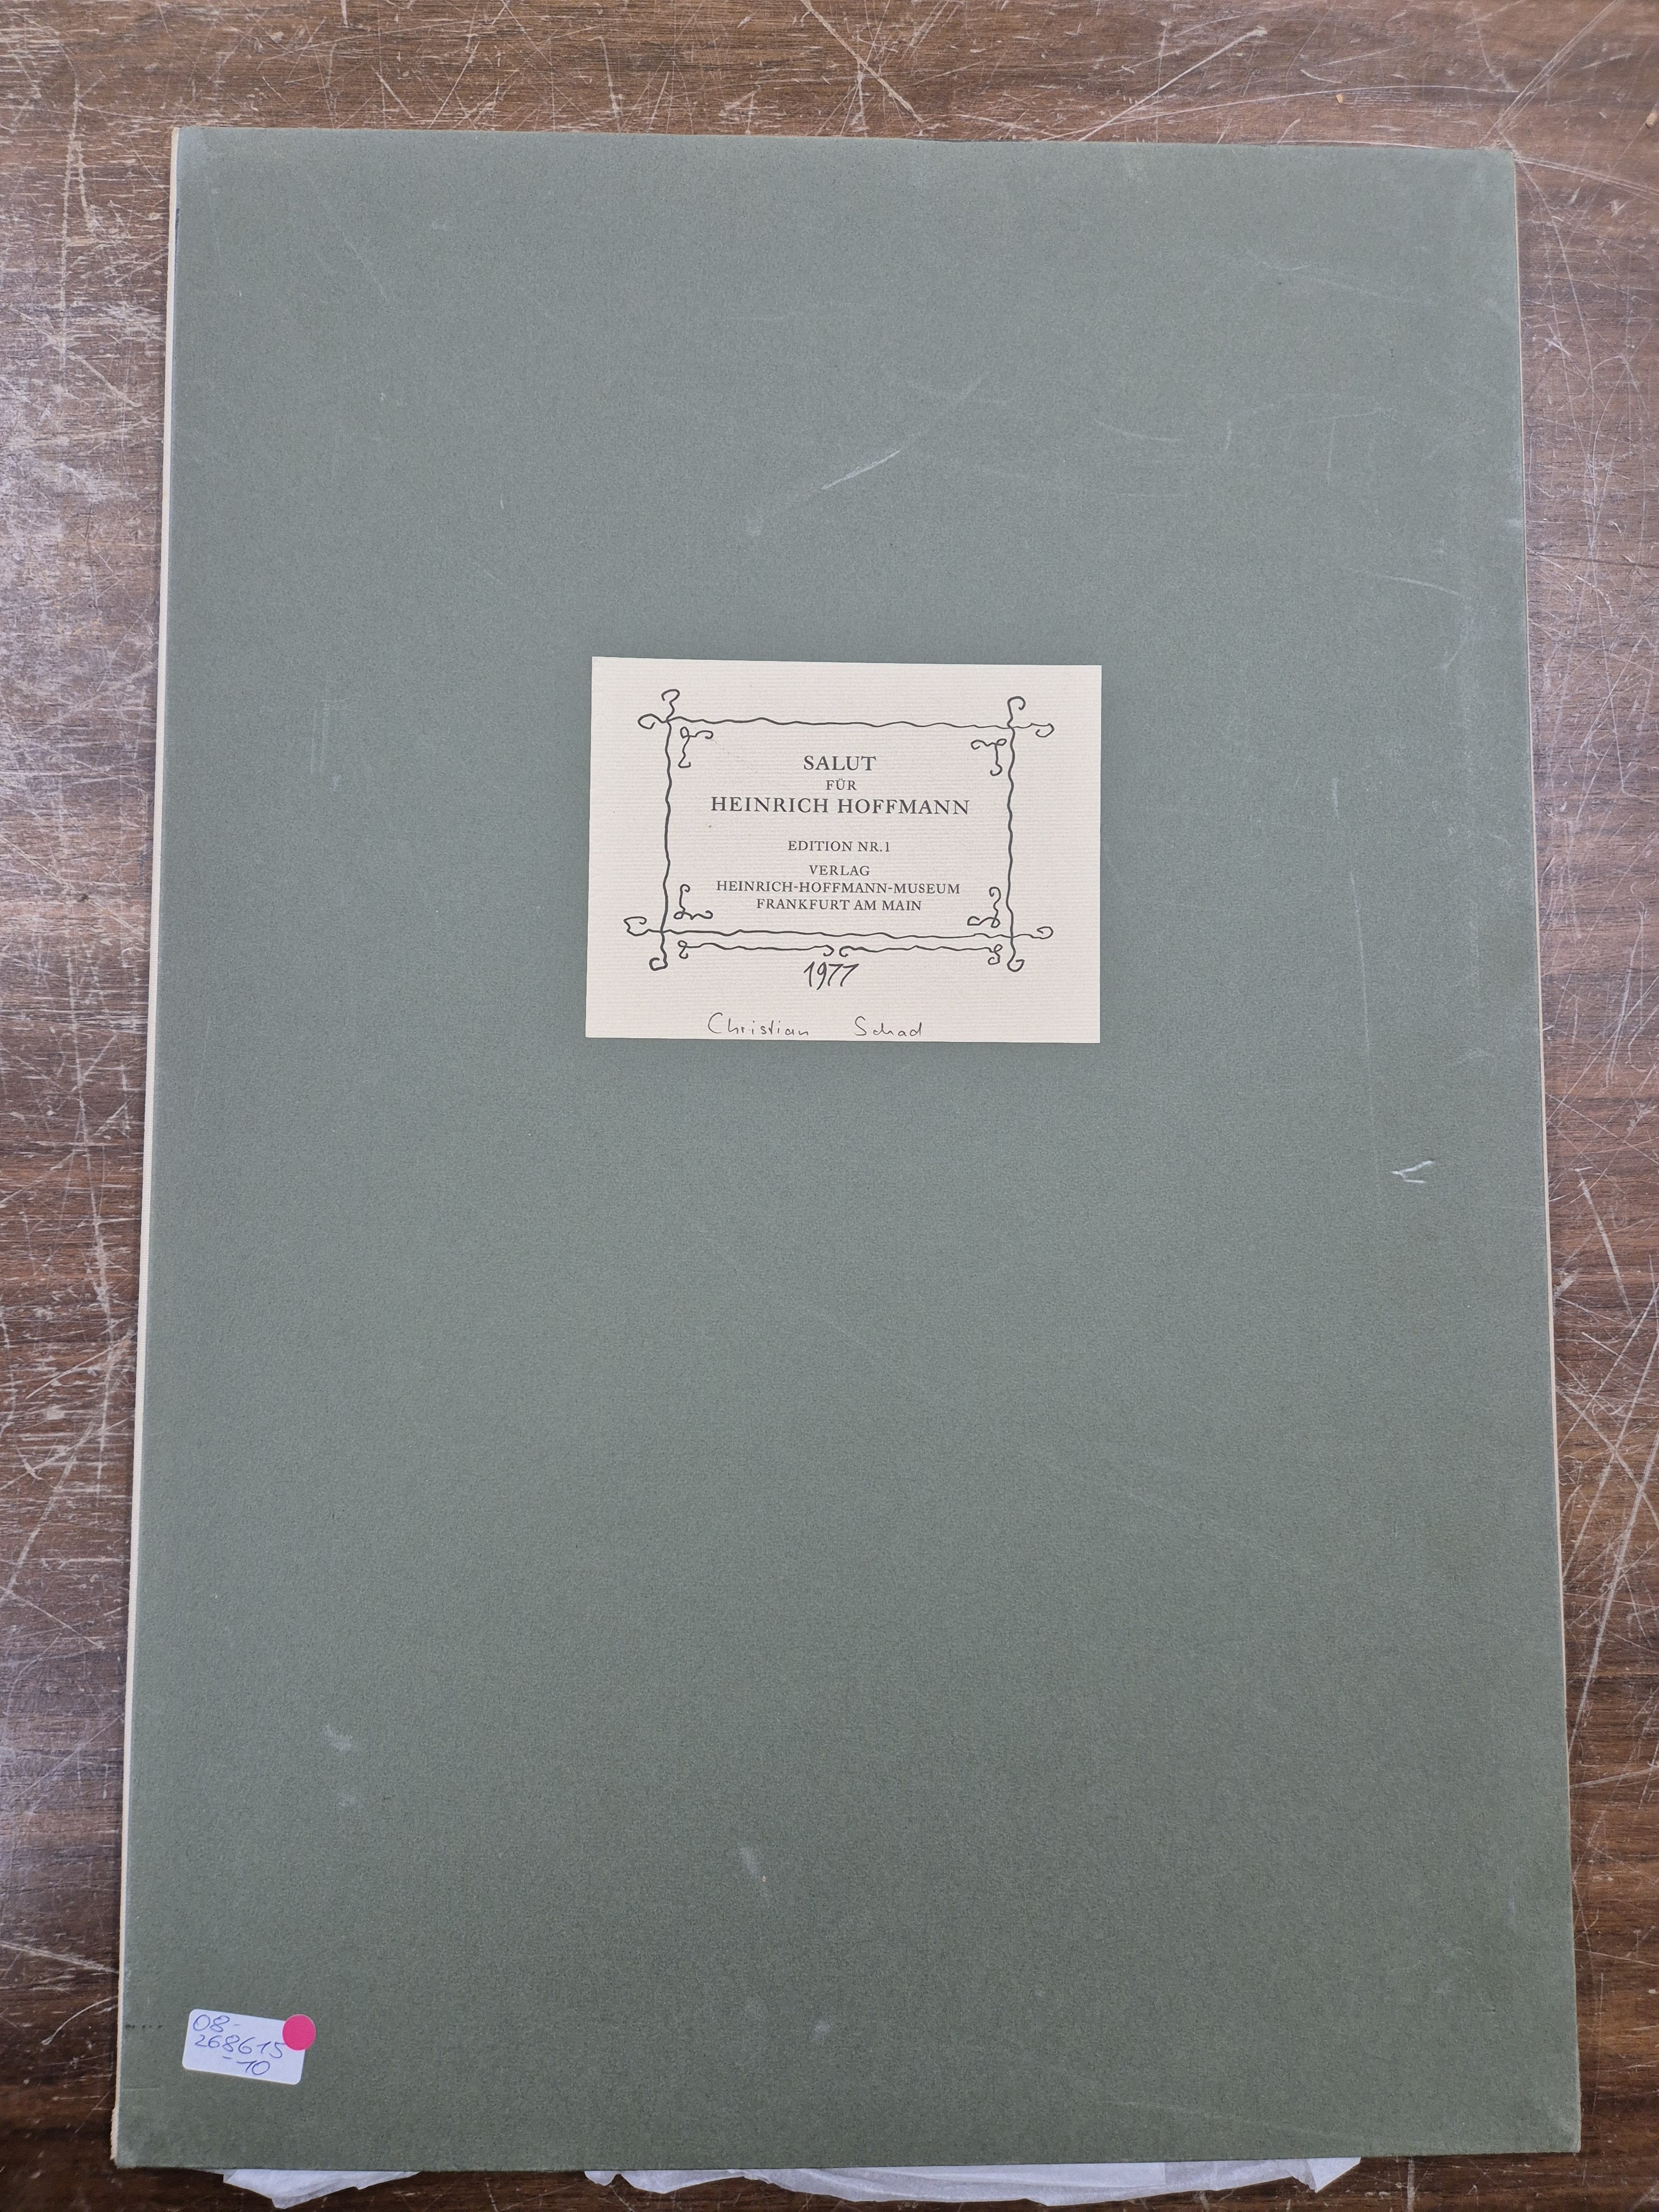 SALUT
FÜR
HEINRICH HOFFMANN
EDITION NR.1
VERLAG
HEINRICH-HOFFMANN-MUSEUM
FRANKFURT AM MAIN
1977
Christian Schad
08-
268615
-10